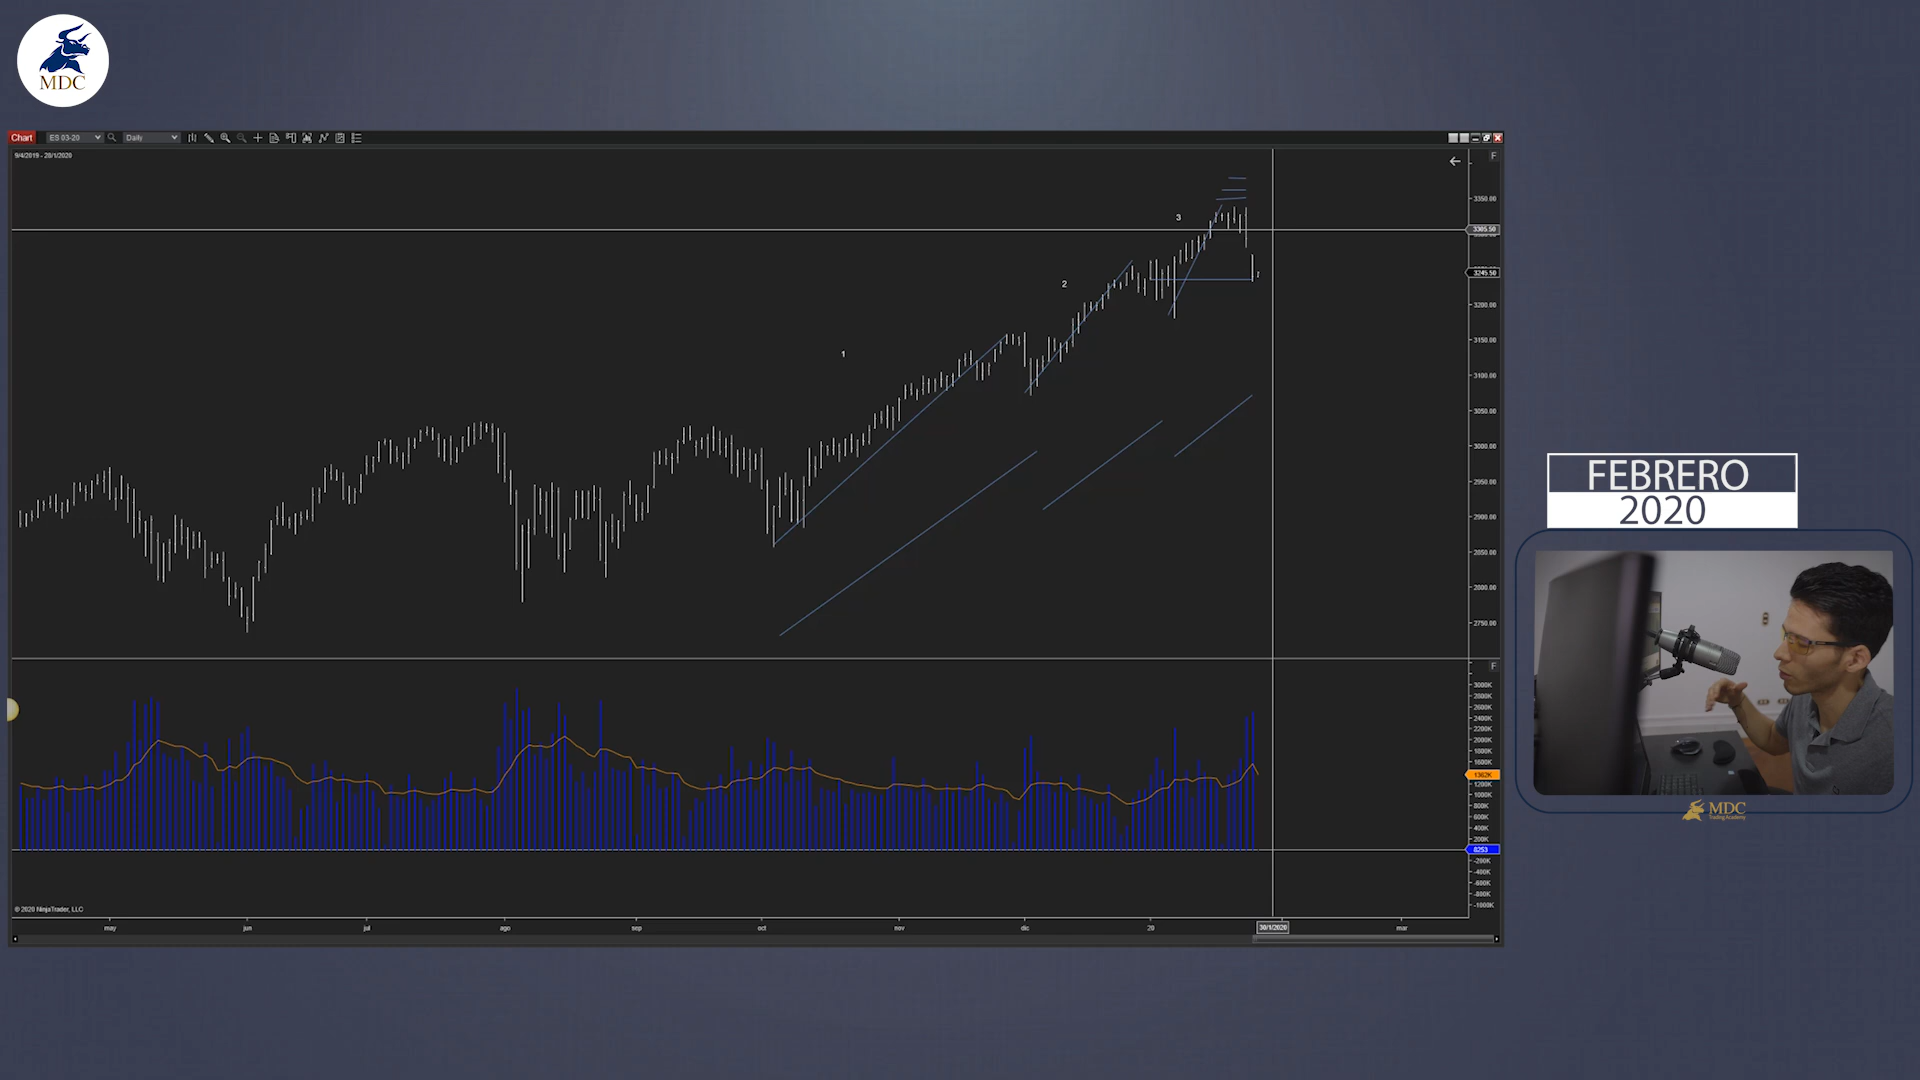 MDC
Chart ES 03-20 Daily
9/4/2019 - 28/1/2020
F
3350.00
3305.50
3245.50
3200.00
3150.00
3100.00
3050.00
3000.00
2950.00
2900.00
2850.00
2800.00
2750.00
1
2
3
F
3000K
2800K
2600K
2400K
2200K
2000K
1800K
1600K
1362K
1200K
1000K
800K
600K
400K
200K
8253
-200K
-400K
-600K
-800K
-1000K
© 2020 NinjaTrader, LLC
may jun jul ago sep oct nov dic 20 30/1/2020 mar
FEBRERO
2020
MDC
Trading Academy